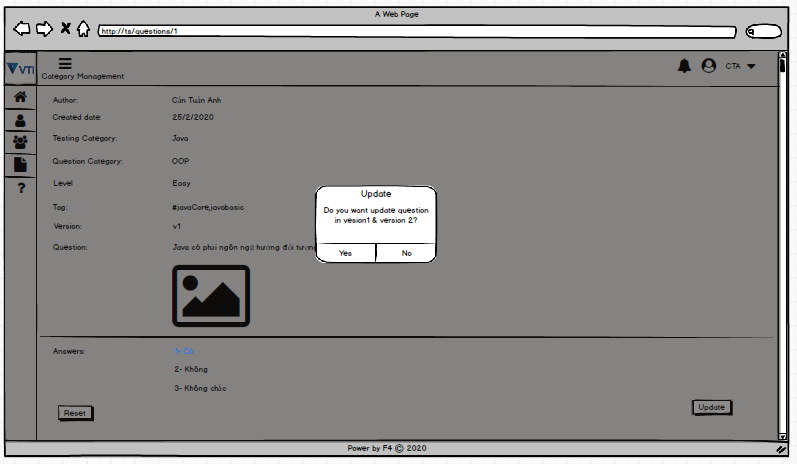 A Web Page
http://ts/questions/1
VTI
Category Management
CTA
Author: Cấn Tuấn Anh
Created date: 25/2/2020
Testing Category: Java
Question Category: OOP
Level Easy
Tag: #javaCore,javabasic
Version: v1
Question: Java có phải ngôn ngữ hướng đối tượng
Update
Do you want update question
in vesion1 & version 2?
Yes No
Answers: 1- Có
2- Không
3- Không chắc
Reset
Update
Power by F4 © 2020